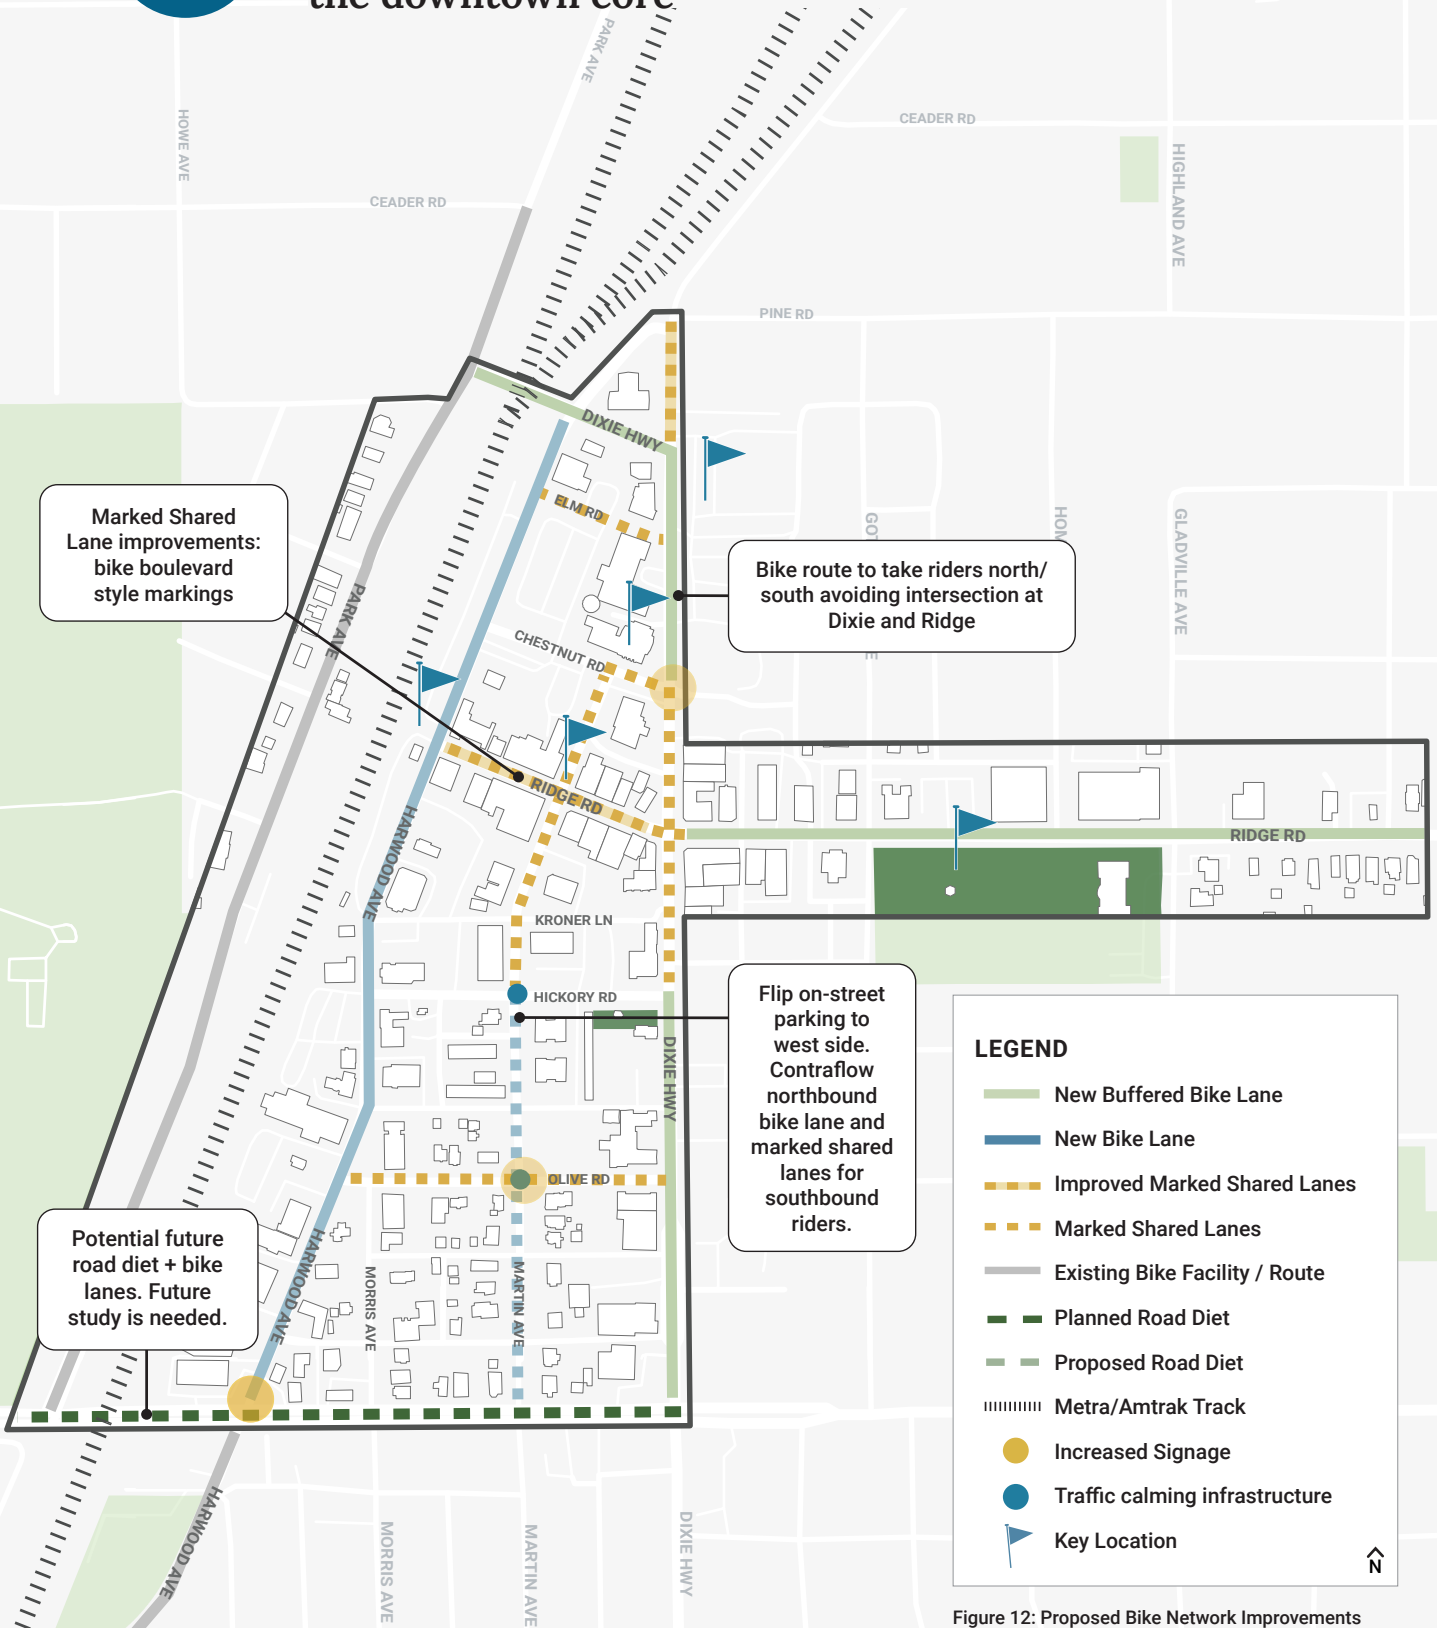 the downtown core
PARK AVE
HOWE AVE
CEADER RD
HIGHLAND AVE
CEADER RD
PINE RD
DIXIE HWY
Marked Shared
Lane improvements:
bike boulevard
style markings
ELM RD
GLADVILLE AVE
Bike route to take riders north/
south avoiding intersection at
Dixie and Ridge
PARK AVE
CHESTNUT RD
RIDGE RD
HARWOOD AVE
RIDGE RD
KRONER LN
HICKORY RD
Flip on-street
parking to
west side.
Contraflow
northbound
bike lane and
marked shared
lanes for
southbound
riders.
DIXIE HWY
OLIVE RD
Potential future
road diet + bike
lanes. Future
study is needed.
HARWOOD AVE
MORRIS AVE
MARTIN AVE
HARWOOD AVE
MORRIS AVE
MARTIN AVE
DIXIE HWY
LEGEND
New Buffered Bike Lane
New Bike Lane
Improved Marked Shared Lanes
Marked Shared Lanes
Existing Bike Facility / Route
Planned Road Diet
Proposed Road Diet
Metra/Amtrak Track
Increased Signage
Traffic calming infrastructure
Key Location
N
Figure 12: Proposed Bike Network Improvements